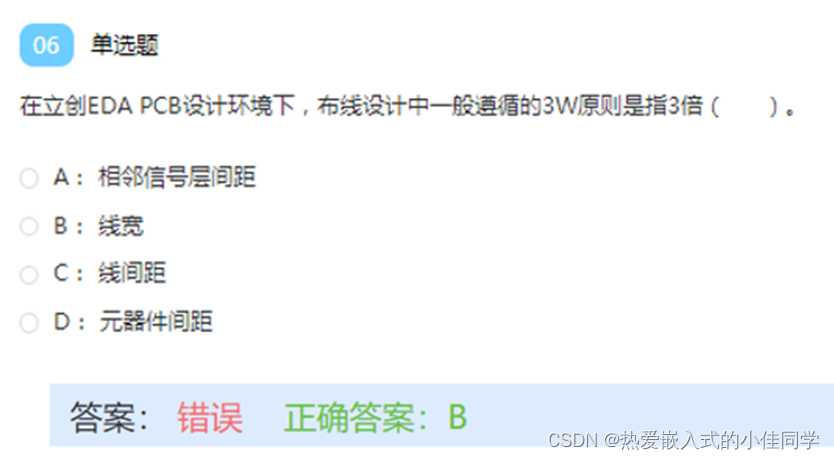 06 单选题
在立创EDA PCB设计环境下，布线设计中一般遵循的3W原则是指3倍（　　）。
A： 相邻信号层间距
B： 线宽
C： 线间距
D： 元器件间距
答案： 错误 正确答案：B
CSDN @热爱嵌入式的小佳同学